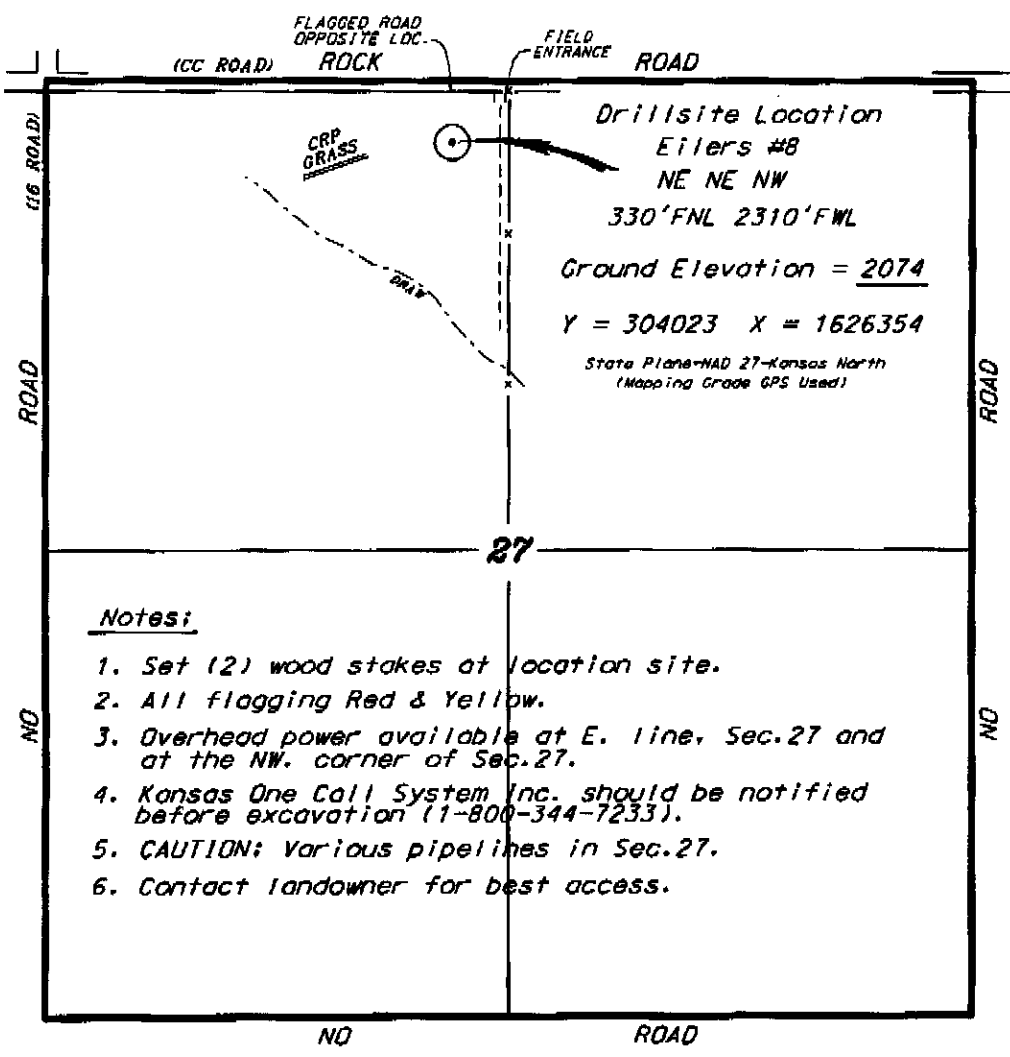 FLAGGED ROAD
OPPOSITE LOC.
FIELD
ENTRANCE
(CC ROAD) ROCK ROAD
(16 ROAD)
CRP
GRASS
Drillsite Location
Eilers #8
NE NE NW
330'FNL 2310'FWL
Ground Elevation = 2074
Y = 304023 X = 1626354
State Plane-NAD 27-Kansas North
(Mapping Grade GPS Used)
DRAW
ROAD
ROAD
27
Notes:
1. Set (2) wood stakes at location site.
2. All flagging Red & Yellow.
3. Overhead power available at E. line, Sec.27 and
at the NW. corner of Sec.27.
4. Kansas One Call System Inc. should be notified
before excavation (1-800-344-7233).
5. CAUTION: Various pipelines in Sec.27.
6. Contact landowner for best access.
NO
NO
NO ROAD